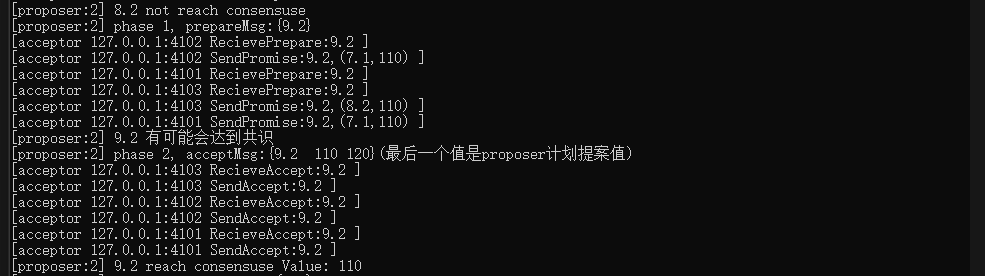 [proposer:2] 8.2 not reach consensuse
[proposer:2] phase 1, prepareMsg:{9.2}
[acceptor 127.0.0.1:4102 RecievePrepare:9.2 ]
[acceptor 127.0.0.1:4102 SendPromise:9.2,(7.1,110) ]
[acceptor 127.0.0.1:4101 RecievePrepare:9.2 ]
[acceptor 127.0.0.1:4103 RecievePrepare:9.2 ]
[acceptor 127.0.0.1:4103 SendPromise:9.2,(8.2,110) ]
[acceptor 127.0.0.1:4101 SendPromise:9.2,(7.1,110) ]
[proposer:2] 9.2 有可能会达到共识
[proposer:2] phase 2, acceptMsg:{9.2  110 120}(最后一个值是proposer计划提案值)
[acceptor 127.0.0.1:4103 RecieveAccept:9.2 ]
[acceptor 127.0.0.1:4103 SendAccept:9.2 ]
[acceptor 127.0.0.1:4102 RecieveAccept:9.2 ]
[acceptor 127.0.0.1:4102 SendAccept:9.2 ]
[acceptor 127.0.0.1:4101 RecieveAccept:9.2 ]
[acceptor 127.0.0.1:4101 SendAccept:9.2 ]
[proposer:2] 9.2 reach consensuse Value: 110